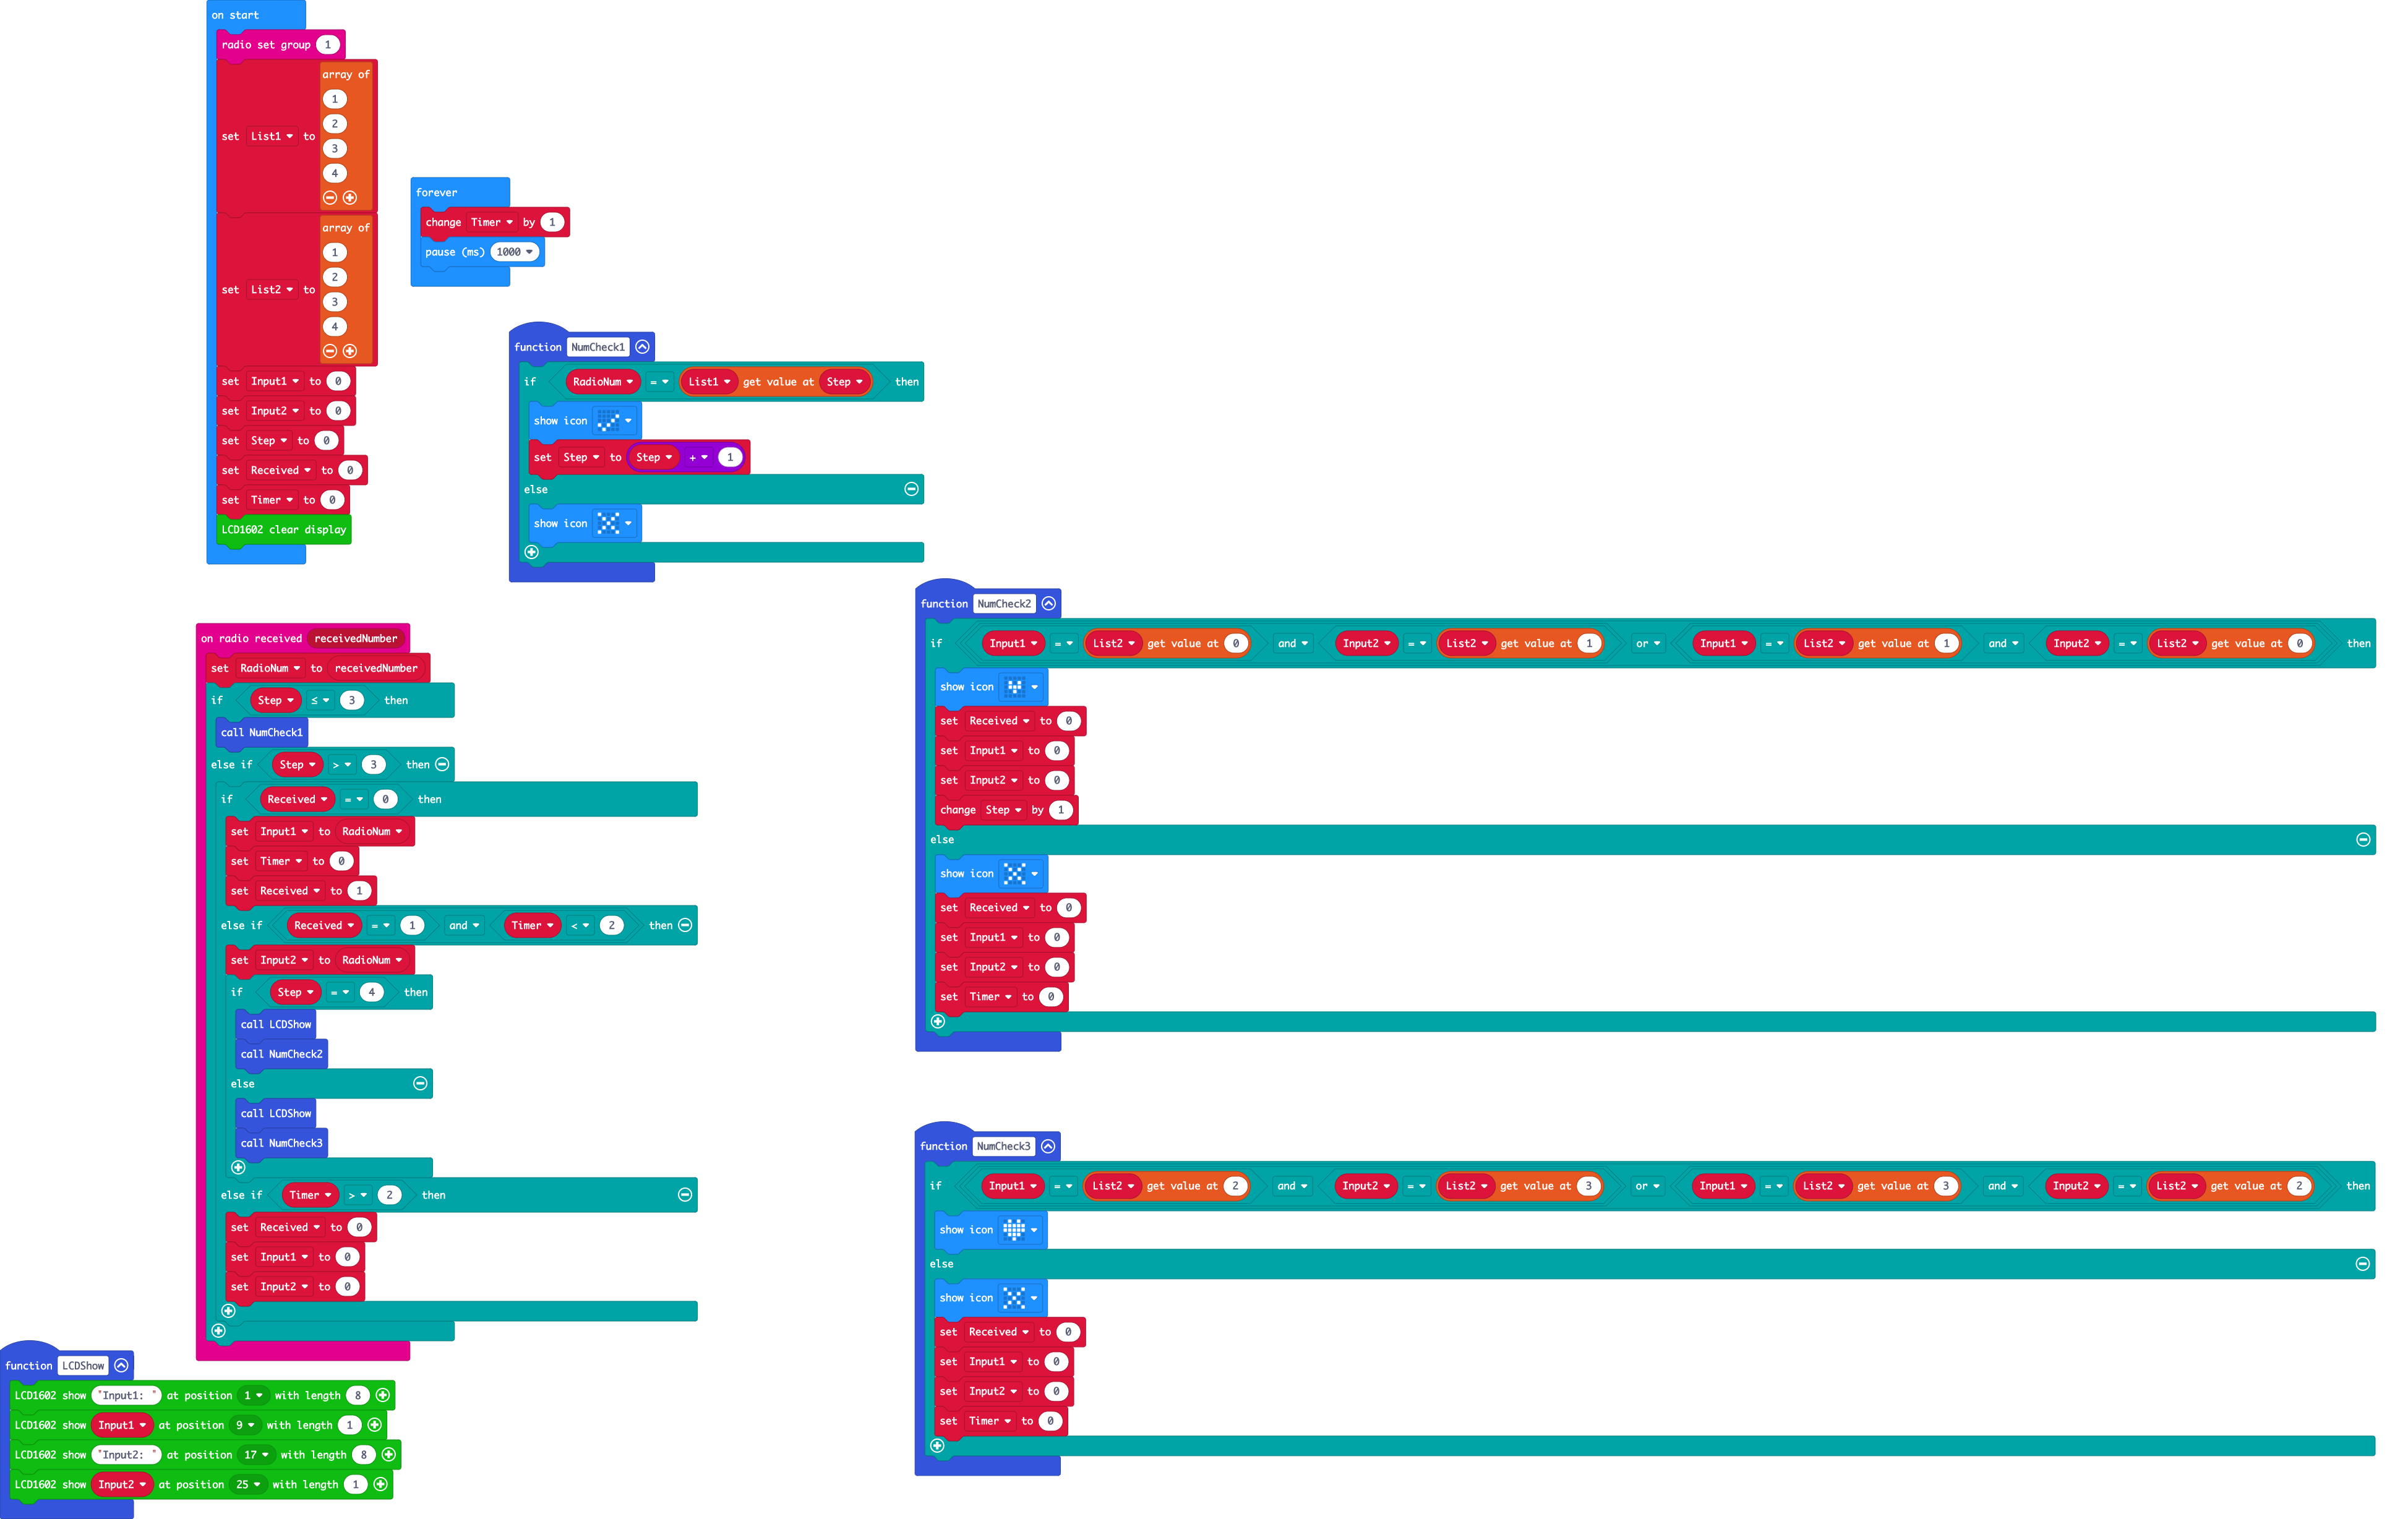 on start
radio set group 1
set List1 to array of
1
2
3
4
set List2 to array of
1
2
3
4
set Input1 to 0
set Input2 to 0
set Step to 0
set Received to 0
set Timer to 0
LCD1602 clear display
forever
change Timer by 1
pause (ms) 1000
function NumCheck1
if RadioNum = List1 get value at Step then
show icon
set Step to Step + 1
else
show icon
on radio received receivedNumber
set RadioNum to receivedNumber
if Step ≤ 3 then
call NumCheck1
else if Step > 3 then
if Received = 0 then
set Input1 to RadioNum
set Timer to 0
set Received to 1
else if Received = 1 and Timer < 2 then
set Input2 to RadioNum
if Step = 4 then
call LCDShow
call NumCheck2
else
call LCDShow
call NumCheck3
else if Timer > 2 then
set Received to 0
set Input1 to 0
set Input2 to 0
function NumCheck2
if Input1 = List2 get value at 0 and Input2 = List2 get value at 1 or Input1 = List2 get value at 1 and Input2 = List2 get value at 0 then
show icon
set Received to 0
set Input1 to 0
set Input2 to 0
change Step by 1
else
show icon
set Received to 0
set Input1 to 0
set Input2 to 0
set Timer to 0
function NumCheck3
if Input1 = List2 get value at 2 and Input2 = List2 get value at 3 or Input1 = List2 get value at 3 and Input2 = List2 get value at 2 then
show icon
else
show icon
set Received to 0
set Input1 to 0
set Input2 to 0
set Timer to 0
function LCDShow
LCD1602 show "Input1: " at position 1 with length 8
LCD1602 show Input1 at position 9 with length 1
LCD1602 show "Input2: " at position 17 with length 8
LCD1602 show Input2 at position 25 with length 1